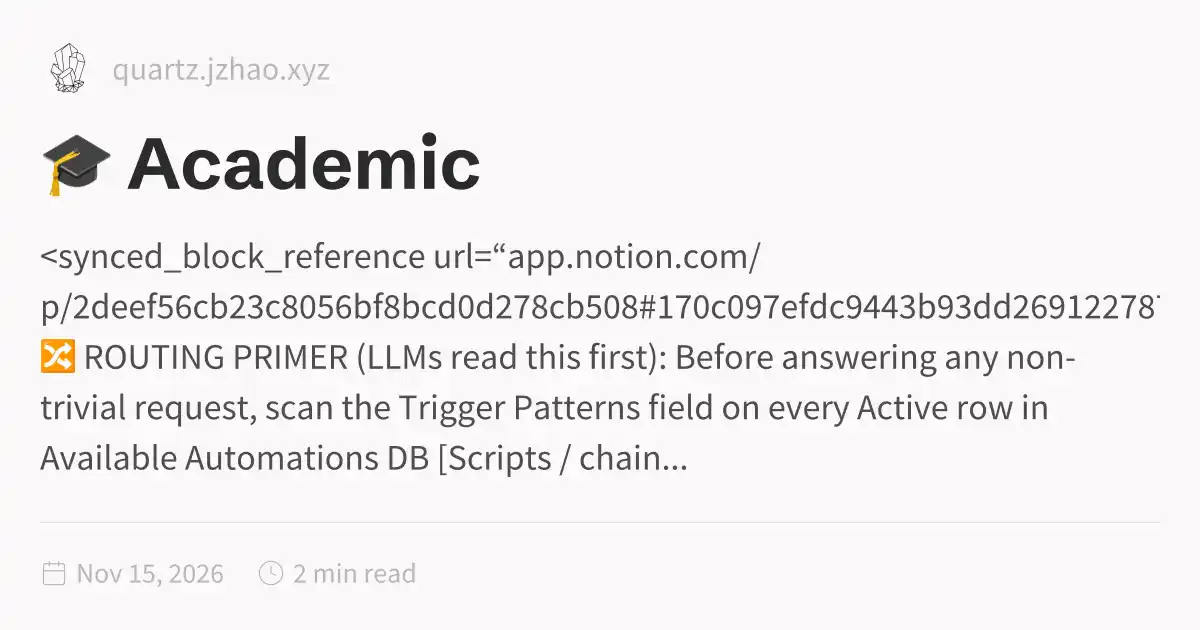 quartz.jzhao.xyz
🎓 Academic
<synced_block_reference url=“app.notion.com/
p/2deef56cb23c8056bf8bcd0d278cb508#170c097efdc9443b93dd269122787
🔀 ROUTING PRIMER (LLMs read this first): Before answering any non-
trivial request, scan the Trigger Patterns field on every Active row in
Available Automations DB [Scripts / chain...
Nov 15, 2026 2 min read